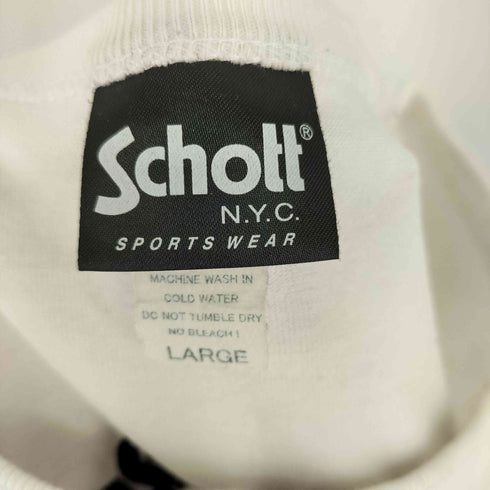 Schott®
N.Y.C.
SPORTS WEAR
MACHINE WASH IN
COLD WATER
DO NOT TUMBLE DRY
NO BLEACH!
LARGE